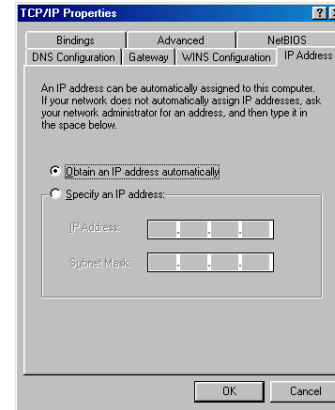 TCP/IP Properties
Bindings Advanced NetBIOS
DNS Configuration Gateway WINS Configuration IP Address
An IP address can be automatically assigned to this computer.
If your network does not automatically assign IP addresses, ask
your network administrator for an address, and then type it in
the space below.
Obtain an IP address automatically
Specify an IP address:
IP Address:
Subnet Mask:
OK Cancel